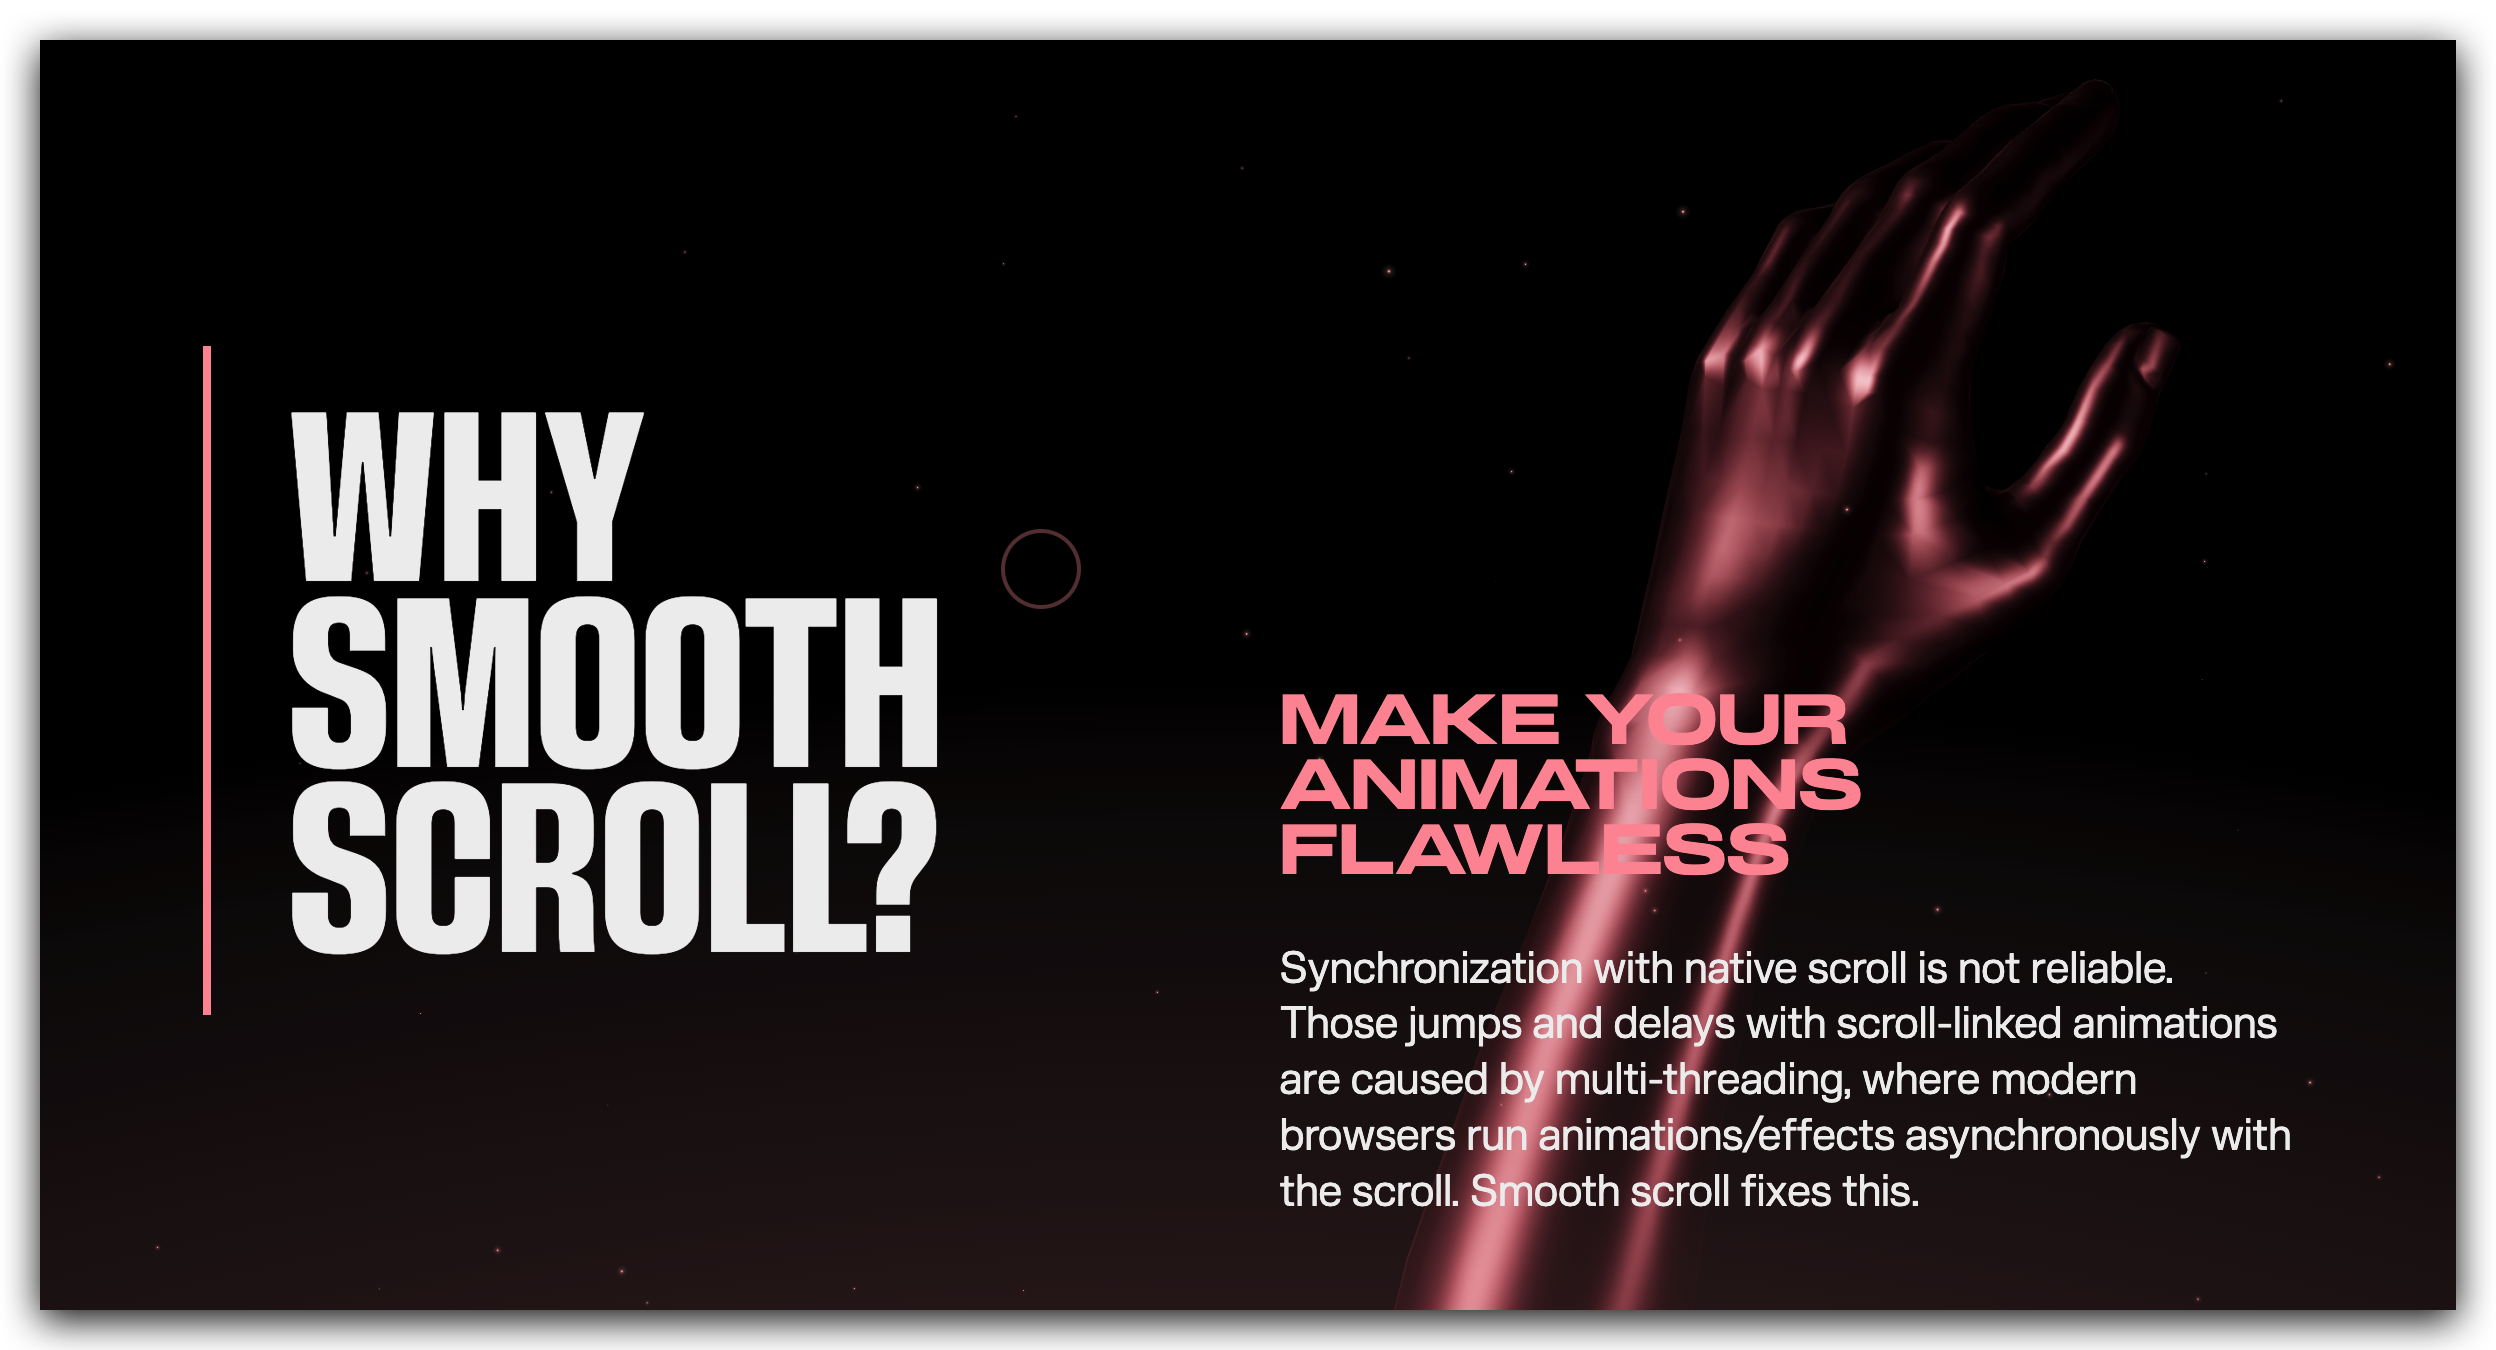 WHY
SMOOTH
SCROLL?
MAKE YOUR
ANIMATIONS
FLAWLESS
Synchronization with native scroll is not reliable.
Those jumps and delays with scroll-linked animations
are caused by multi-threading, where modern
browsers run animations/effects asynchronously with
the scroll. Smooth scroll fixes this.